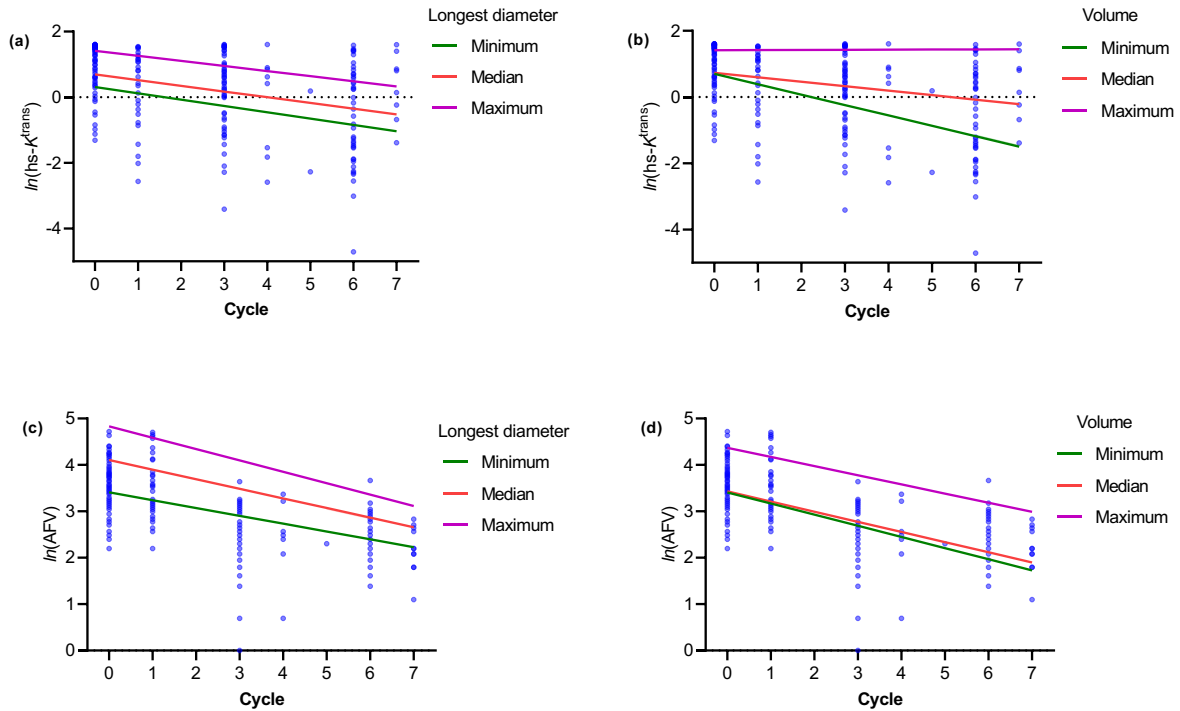 (a)
Longest diameter
Minimum
Median
Maximum
2
0
-2
-4
ln(hs-Ktrans)
0 1 2 3 4 5 6 7
Cycle
(b)
Volume
Minimum
Median
Maximum
2
0
-2
-4
ln(hs-Ktrans)
0 1 2 3 4 5 6 7
Cycle
(c)
Longest diameter
Minimum
Median
Maximum
5
4
3
2
1
0
ln(AFV)
0 1 2 3 4 5 6 7
Cycle
(d)
Volume
Minimum
Median
Maximum
5
4
3
2
1
0
ln(AFV)
0 1 2 3 4 5 6 7
Cycle